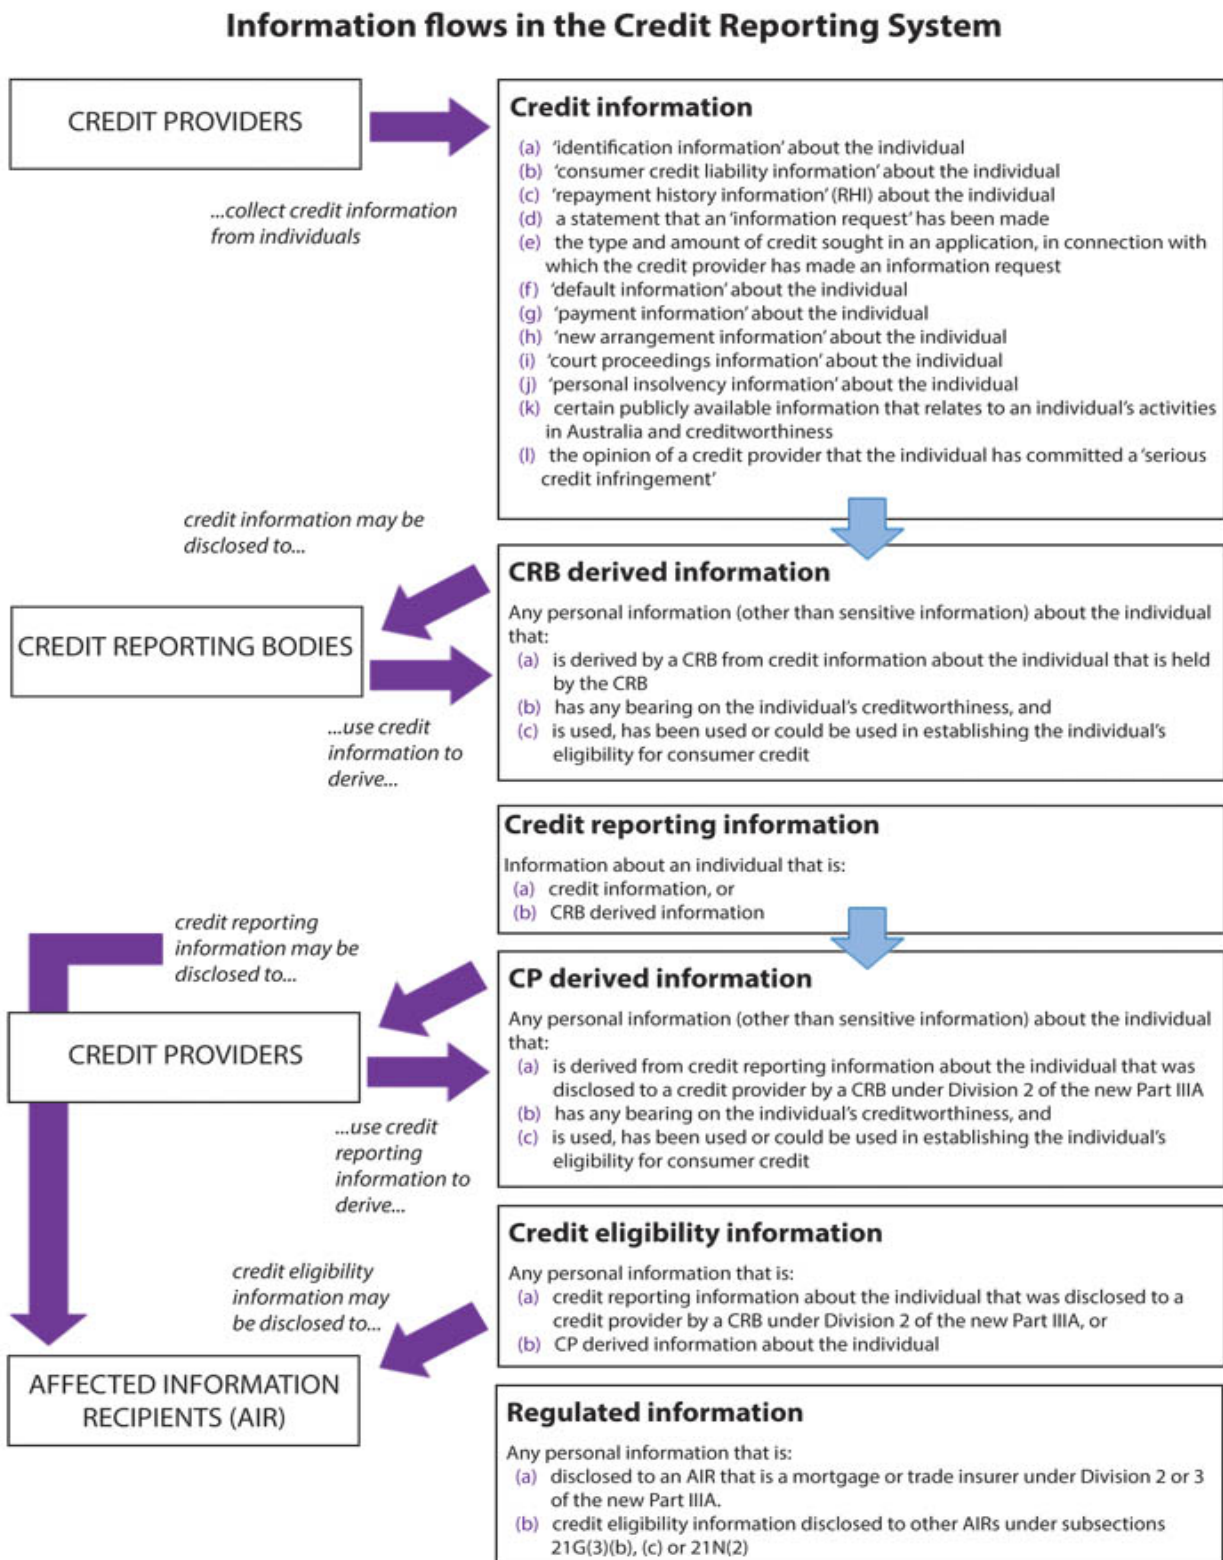 Information flows in the Credit Reporting System
CREDIT PROVIDERS
...collect credit information
from individuals
Credit information
(a) 'identification information' about the individual
(b) 'consumer credit liability information' about the individual
(c) 'repayment history information' (RHI) about the individual
(d) a statement that an 'information request' has been made
(e) the type and amount of credit sought in an application, in connection with
which the credit provider has made an information request
(f) 'default information' about the individual
(g) 'payment information' about the individual
(h) 'new arrangement information' about the individual
(i) 'court proceedings information' about the individual
(j) 'personal insolvency information' about the individual
(k) certain publicly available information that relates to an individual's activities
in Australia and creditworthiness
(l) the opinion of a credit provider that the individual has committed a 'serious
credit infringement'
credit information may be
disclosed to...
CREDIT REPORTING BODIES
...use credit
information to
derive...
CRB derived information
Any personal information (other than sensitive information) about the individual
that:
(a) is derived by a CRB from credit information about the individual that is held
by the CRB
(b) has any bearing on the individual's creditworthiness, and
(c) is used, has been used or could be used in establishing the individual's
eligibility for consumer credit
Credit reporting information
Information about an individual that is:
(a) credit information, or
(b) CRB derived information
credit reporting
information may be
disclosed to...
CREDIT PROVIDERS
...use credit
reporting
information to
derive...
CP derived information
Any personal information (other than sensitive information) about the individual
that:
(a) is derived from credit reporting information about the individual that was
disclosed to a credit provider by a CRB under Division 2 of the new Part IIIA
(b) has any bearing on the individual's creditworthiness, and
(c) is used, has been used or could be used in establishing the individual's
eligibility for consumer credit
credit eligibility
information may
be disclosed to...
Credit eligibility information
Any personal information that is:
(a) credit reporting information about the individual that was disclosed to a
credit provider by a CRB under Division 2 of the new Part IIIA, or
(b) CP derived information about the individual
AFFECTED INFORMATION
RECIPIENTS (AIR)
Regulated information
Any personal information that is:
(a) disclosed to an AIR that is a mortgage or trade insurer under Division 2 or 3
of the new Part IIIA.
(b) credit eligibility information disclosed to other AIRs under subsections
21G(3)(b), (c) or 21N(2)